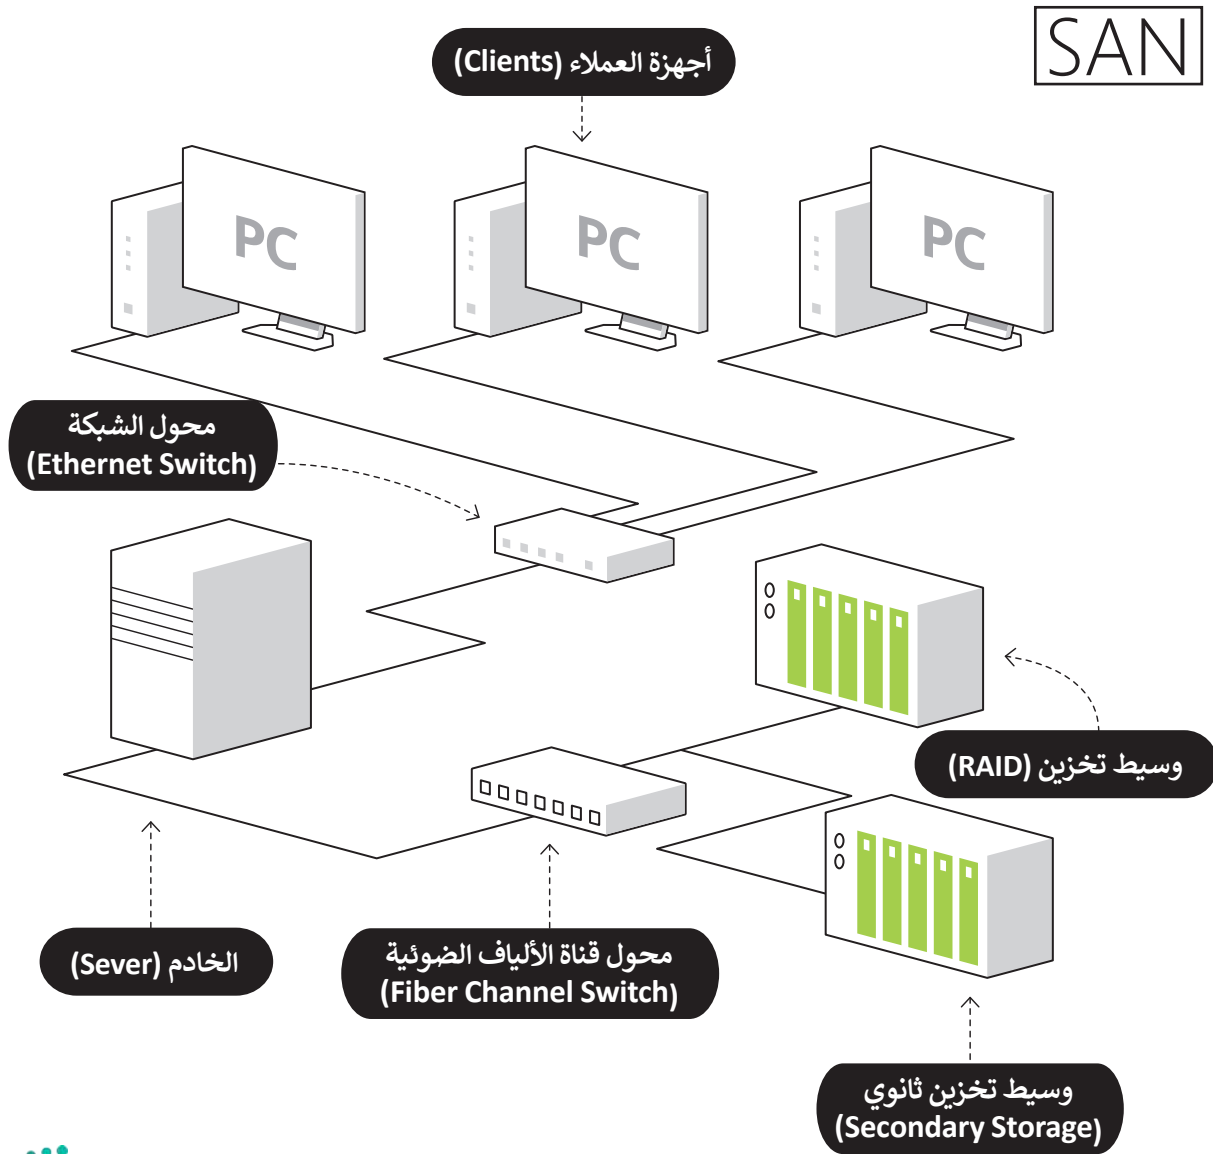 SAN
أجهزة العملاء (Clients)
PC
PC
PC
محول الشبكة
(Ethernet Switch)
وسيط تخزين (RAID)
الخادم (Sever)
محول قناة الألياف الضوئية
(Fiber Channel Switch)
وسيط تخزين ثانوي
(Secondary Storage)